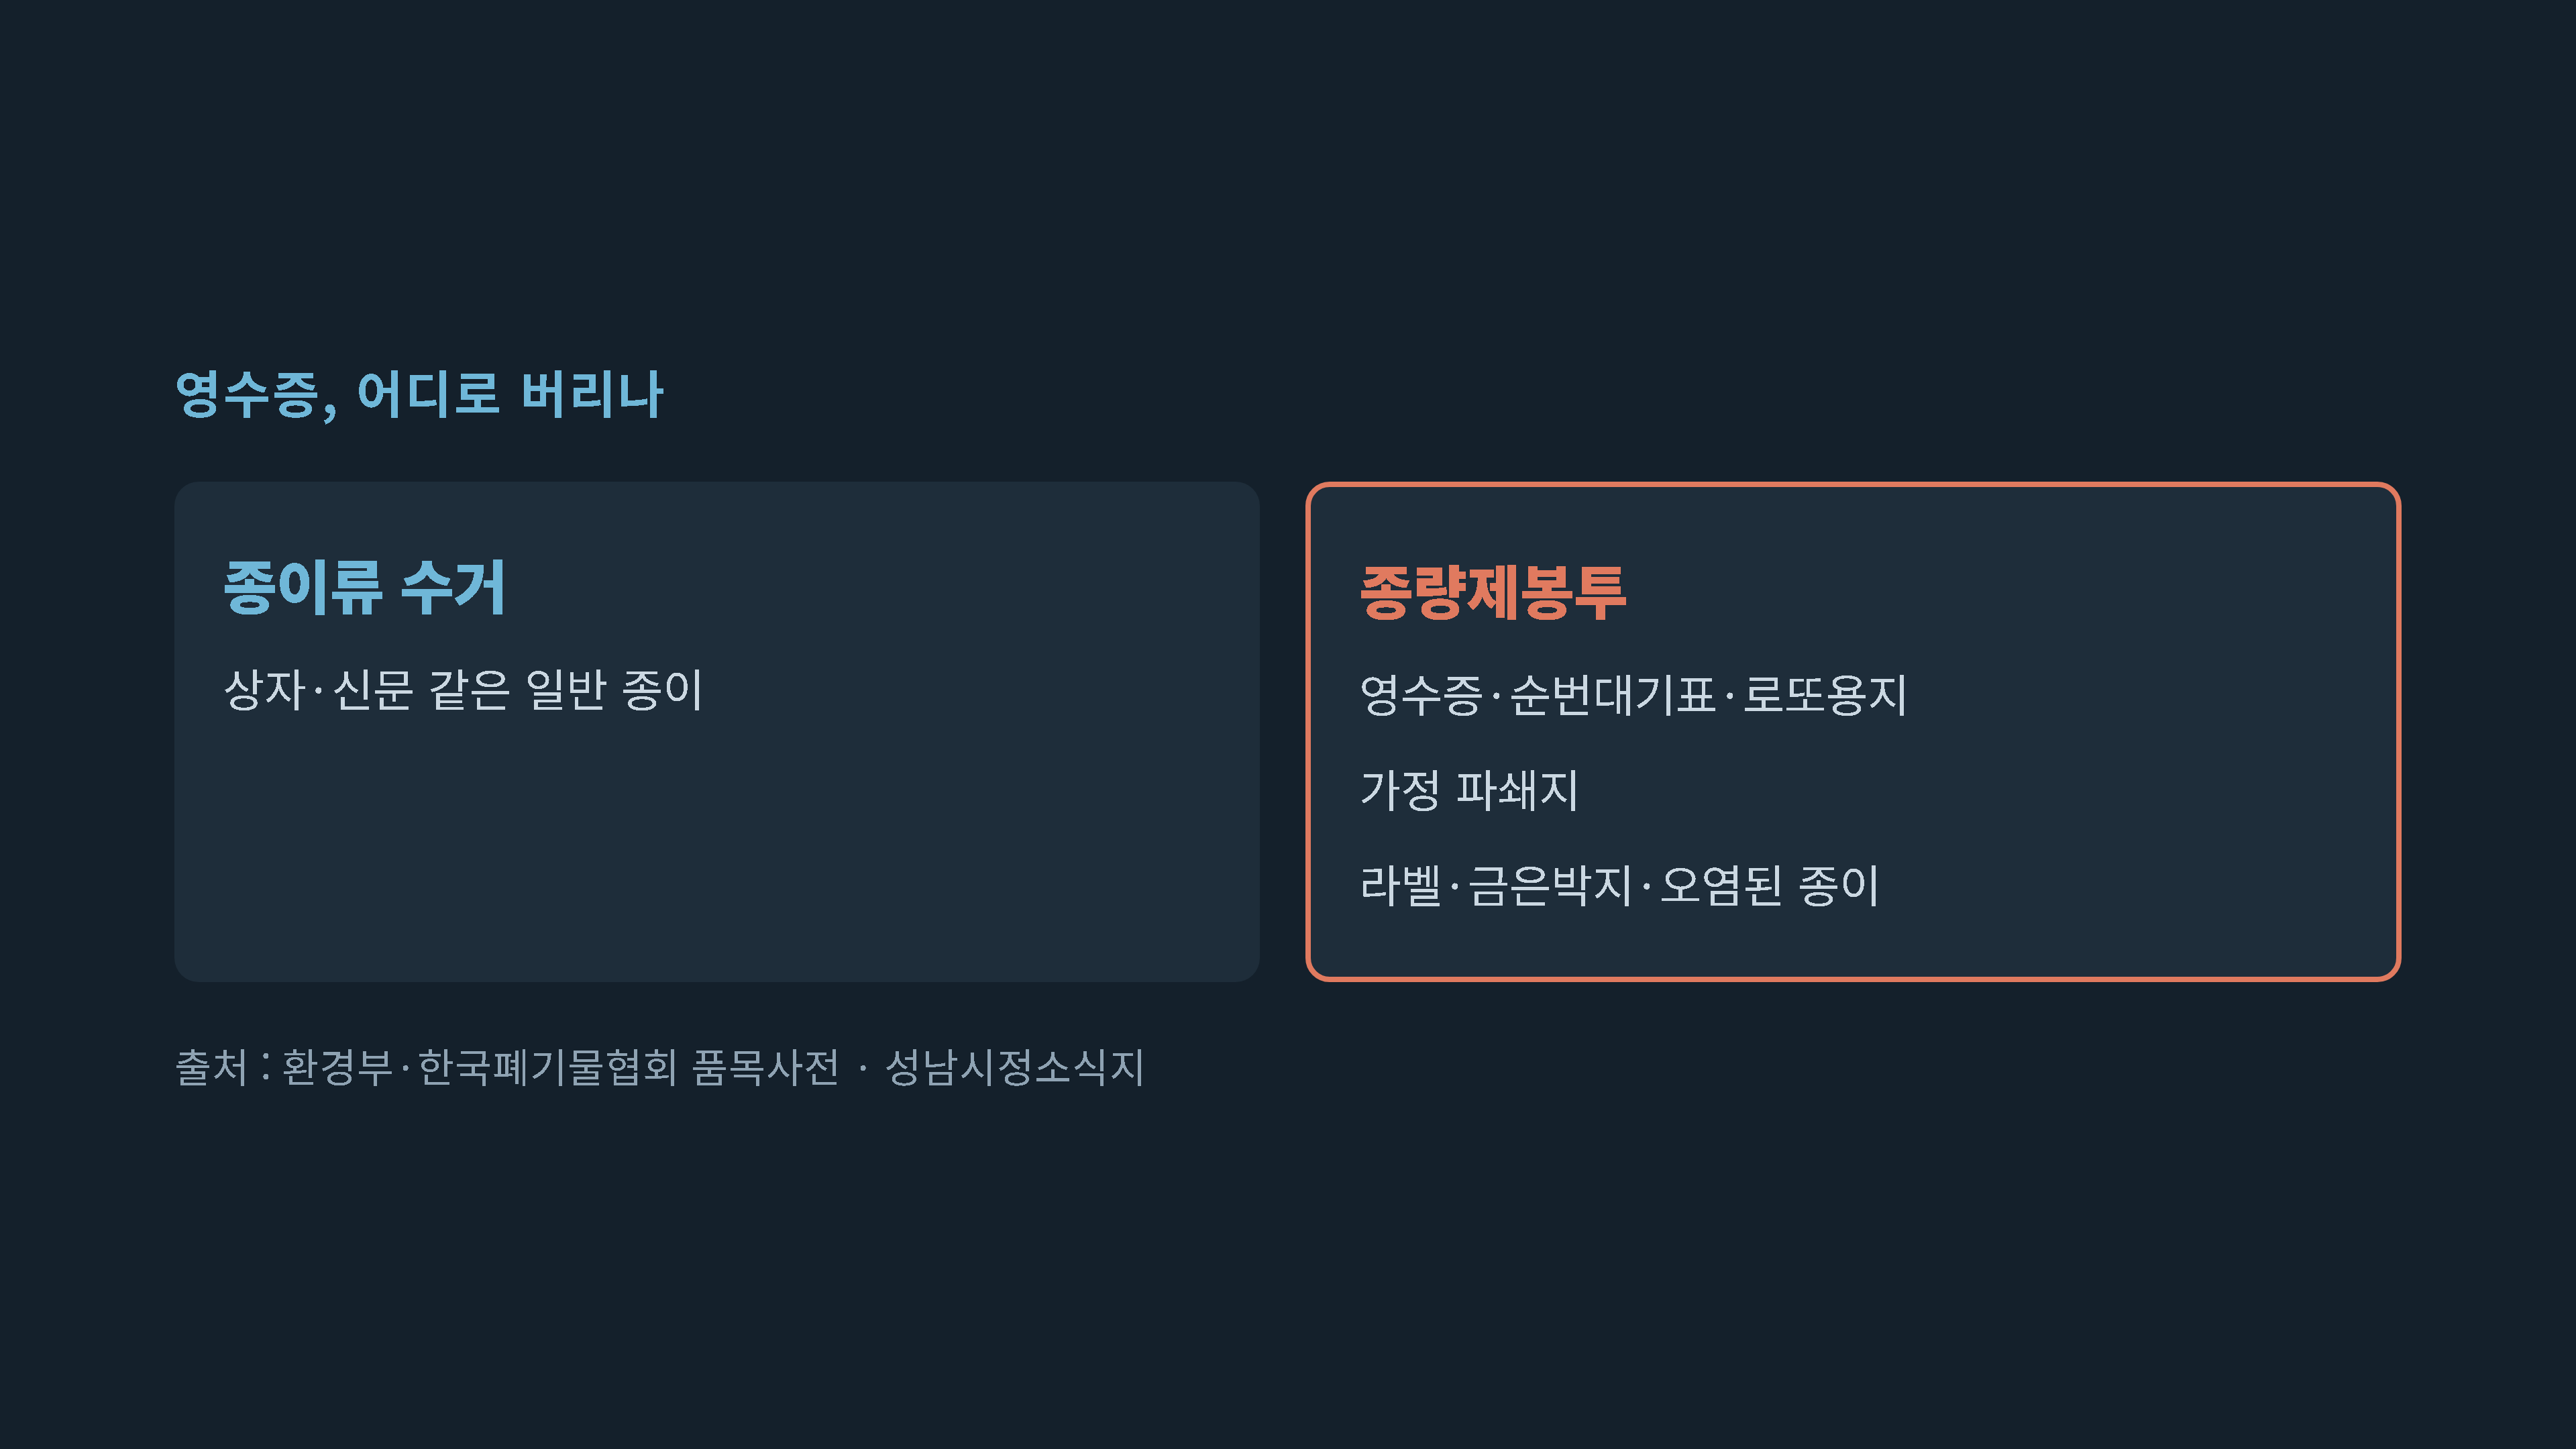 영수증, 어디로 버리나
종이류 수거
상자·신문 같은 일반 종이
종량제봉투
영수증·순번대기표·로또용지
가정 파쇄지
라벨·금은박지·오염된 종이
출처 : 환경부·한국폐기물협회 품목사전 · 성남시정소식지